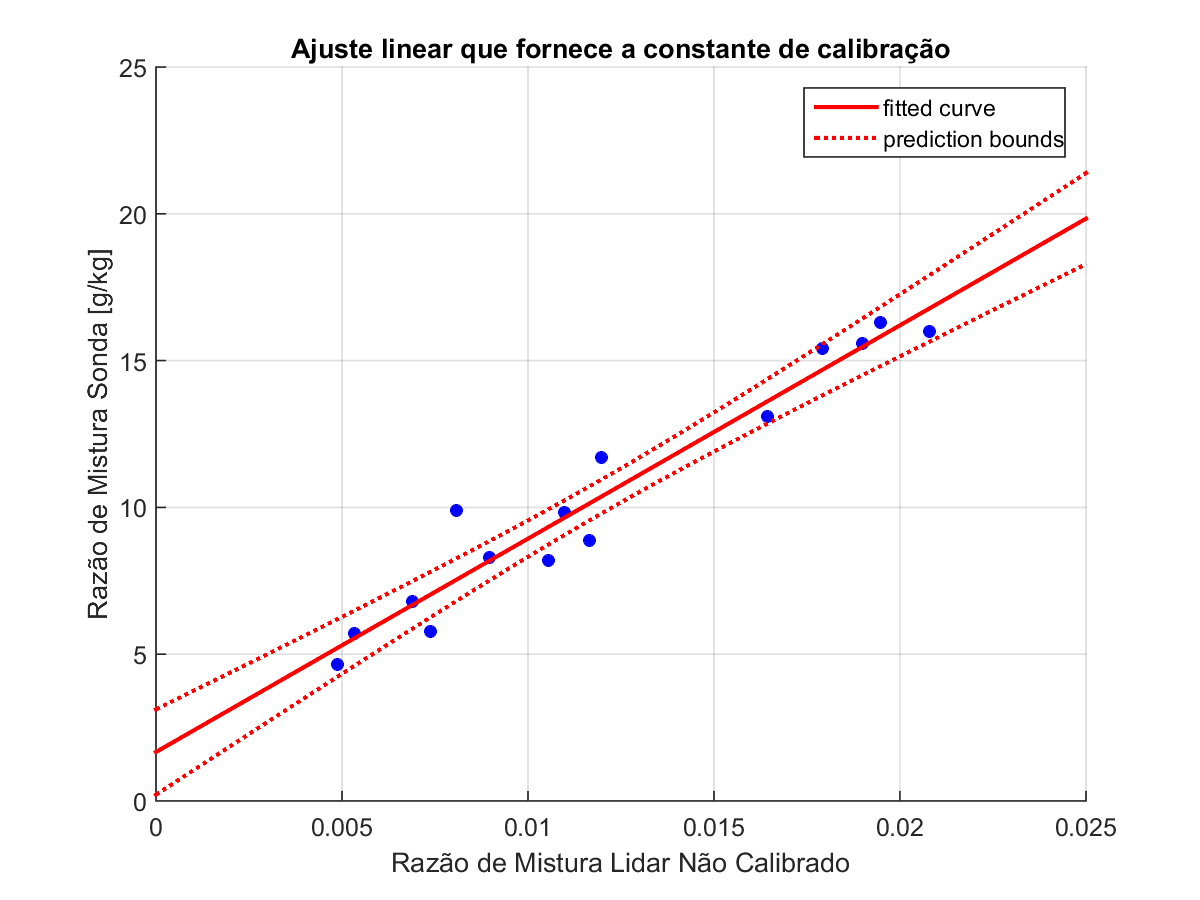 Ajuste linear que fornece a constante de calibração
fitted curve
prediction bounds
25
20
15
10
5
0
Razão de Mistura Sonda [g/kg]
0 0.005 0.01 0.015 0.02 0.025
Razão de Mistura Lidar Não Calibrado